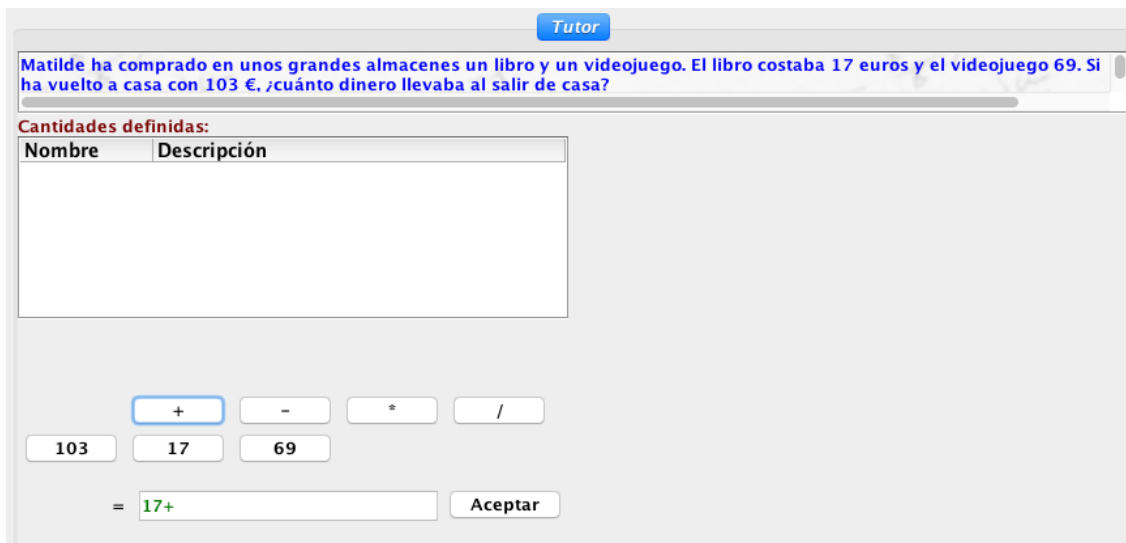 Tutor
Matilde ha comprado en unos grandes almacenes un libro y un videojuego. El libro costaba 17 euros y el videojuego 69. Si
ha vuelto a casa con 103 €, ¿cuánto dinero llevaba al salir de casa?
Cantidades definidas:
Nombre Descripción
+ - * /
103 17 69
= 17+ Aceptar